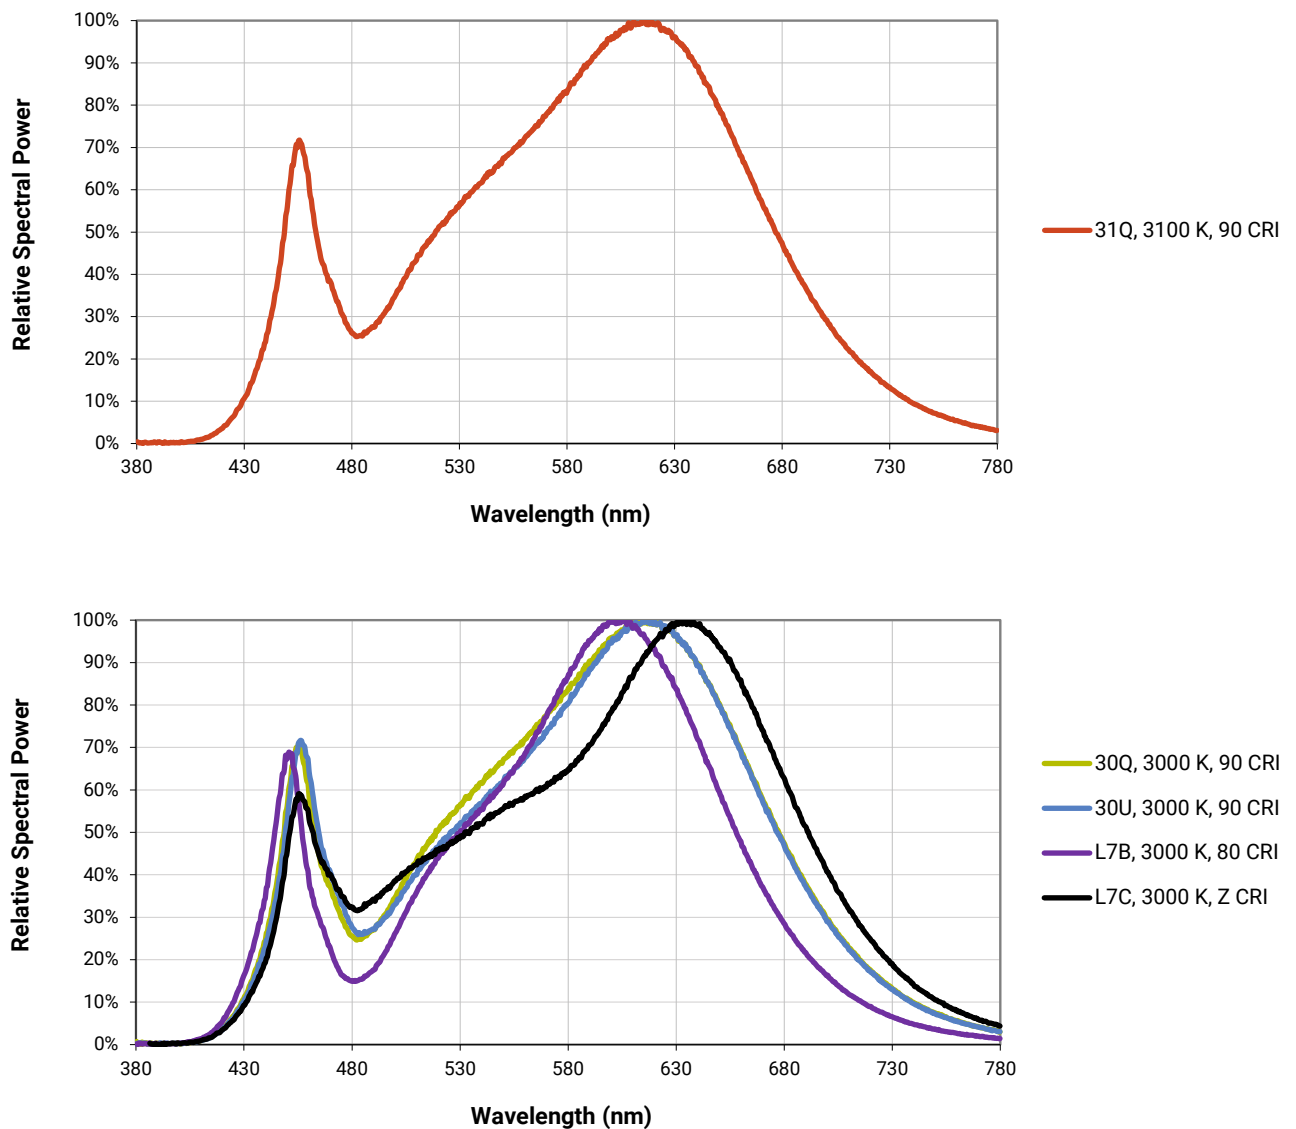 Relative Spectral Power
100%
90%
80%
70%
60%
50%
40%
30%
20%
10%
0%
380 430 480 530 580 630 680 730 780
Wavelength (nm)
31Q, 3100 K, 90 CRI
Relative Spectral Power
100%
90%
80%
70%
60%
50%
40%
30%
20%
10%
0%
380 430 480 530 580 630 680 730 780
Wavelength (nm)
30Q, 3000 K, 90 CRI
30U, 3000 K, 90 CRI
L7B, 3000 K, 80 CRI
L7C, 3000 K, Z CRI